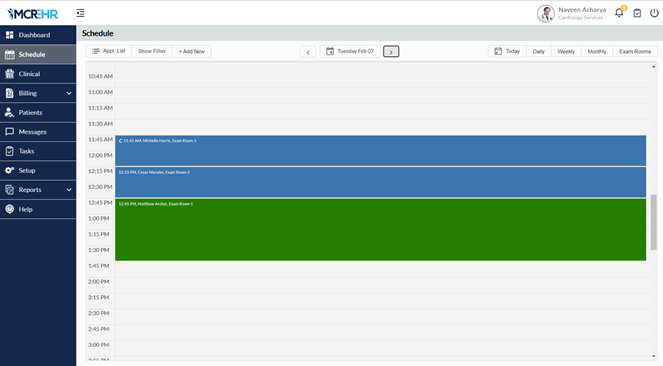 MCREHR
Naveen Acharya
Cardiology Services
Dashboard
Schedule
Clinical
Billing
Patients
Messages
Tasks
Setup
Reports
Help
Schedule
Appt. List
Show Filter
+ Add New
Tuesday Feb 07
Today
Daily
Weekly
Monthly
Exam Rooms
10:45 AM
11:00 AM
11:15 AM
11:30 AM
11:45 AM
11:45 AM, Michelle Harris, Exam Room 1
12:00 PM
12:15 PM
12:15 PM, Cesar Morales, Exam Room 2
12:30 PM
12:45 PM
12:45 PM, Matthew Archer, Exam Room 1
1:00 PM
1:15 PM
1:30 PM
1:45 PM
2:00 PM
2:15 PM
2:30 PM
2:45 PM
3:00 PM